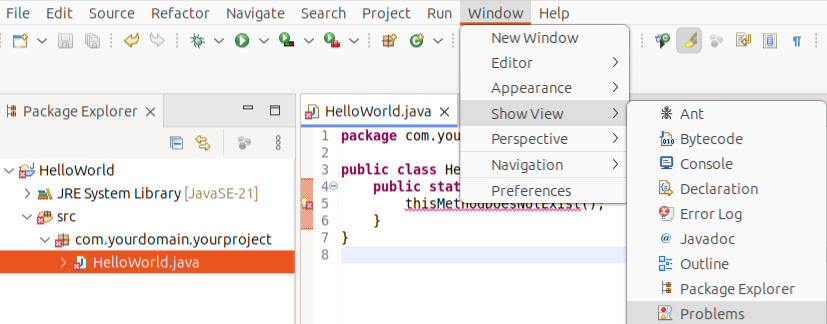 File Edit Source Refactor Navigate Search Project Run Window Help
New Window
Editor
Appearance
Show View
Perspective
Navigation
Preferences
Ant
Bytecode
Console
Declaration
Error Log
Javadoc
Outline
Package Explorer
Problems
Package Explorer
HelloWorld
JRE System Library [JavaSE-21]
src
com.yourdomain.yourproject
HelloWorld.java
HelloWorld.java
1 package com.you
2
3 public class He
4 public stat
5 thisMethodDoesNotExist();
6 }
7 }
8